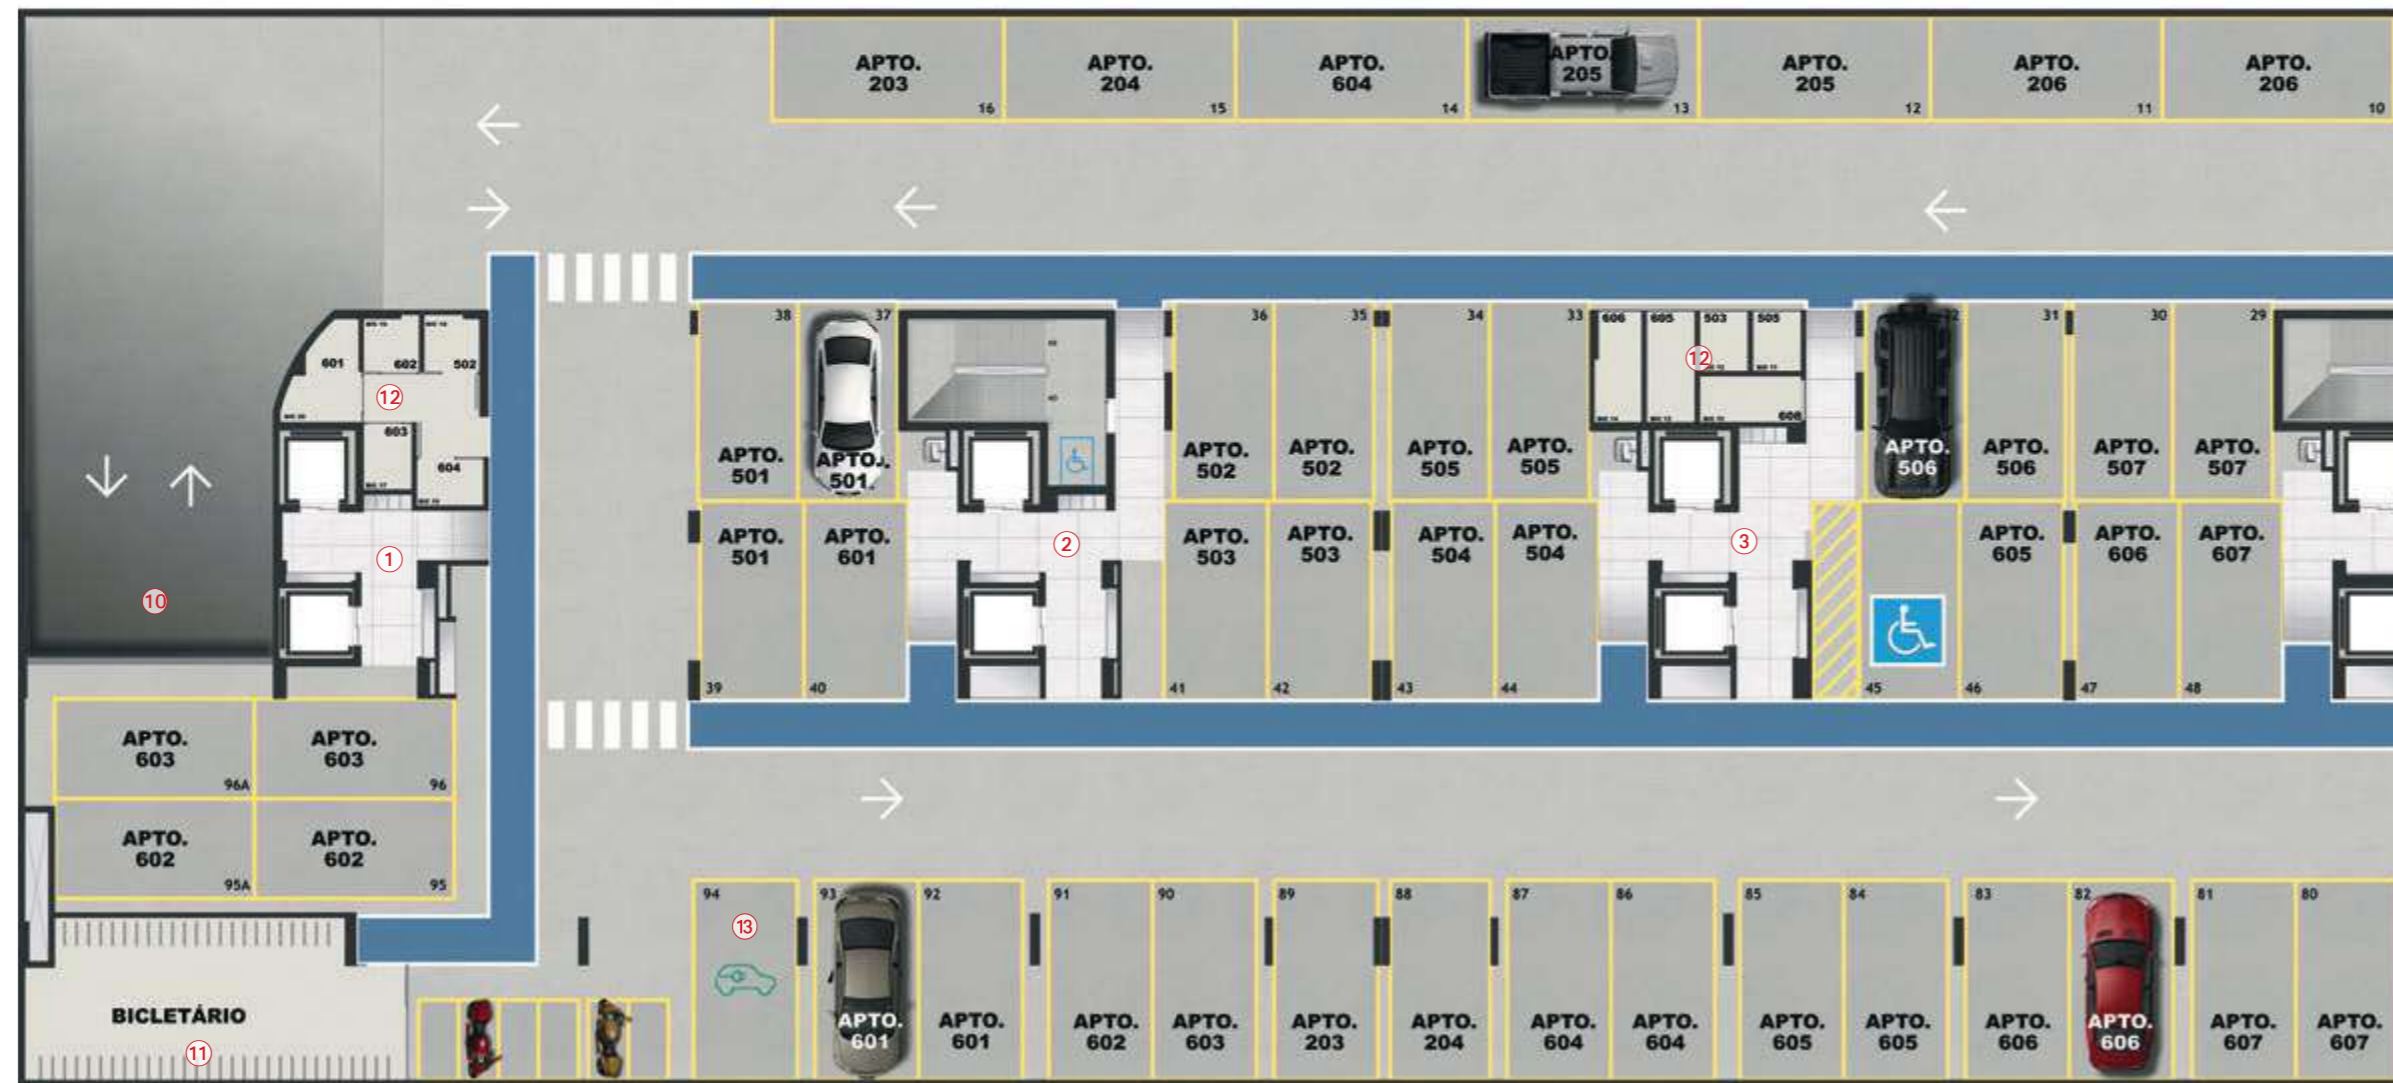 APTO.
203
16
APTO.
204
15
APTO.
604
14
APTO.
205
13
APTO.
205
12
APTO.
206
11
APTO.
206
10
601
602
502
12
603
604
38
37
APTO.
501
APTO.
501
36
35
APTO.
502
APTO.
502
34
33
APTO.
505
APTO.
505
606
605
503
505
12
608
APTO.
506
31
APTO.
506
30
APTO.
507
29
APTO.
507
10
1
2
3
APTO.
501
39
APTO.
601
40
APTO.
503
41
APTO.
503
42
APTO.
504
43
APTO.
504
44
45
APTO.
605
46
APTO.
606
47
APTO.
607
48
APTO.
603
96A
APTO.
603
96
APTO.
602
95A
APTO.
602
95
BICLETÁRIO
11
94
13
93
APTO.
601
92
APTO.
601
91
APTO.
602
90
APTO.
603
89
APTO.
203
88
APTO.
204
87
APTO.
604
86
APTO.
604
85
APTO.
605
84
APTO.
605
83
APTO.
606
82
APTO.
606
81
APTO.
607
80
APTO.
607